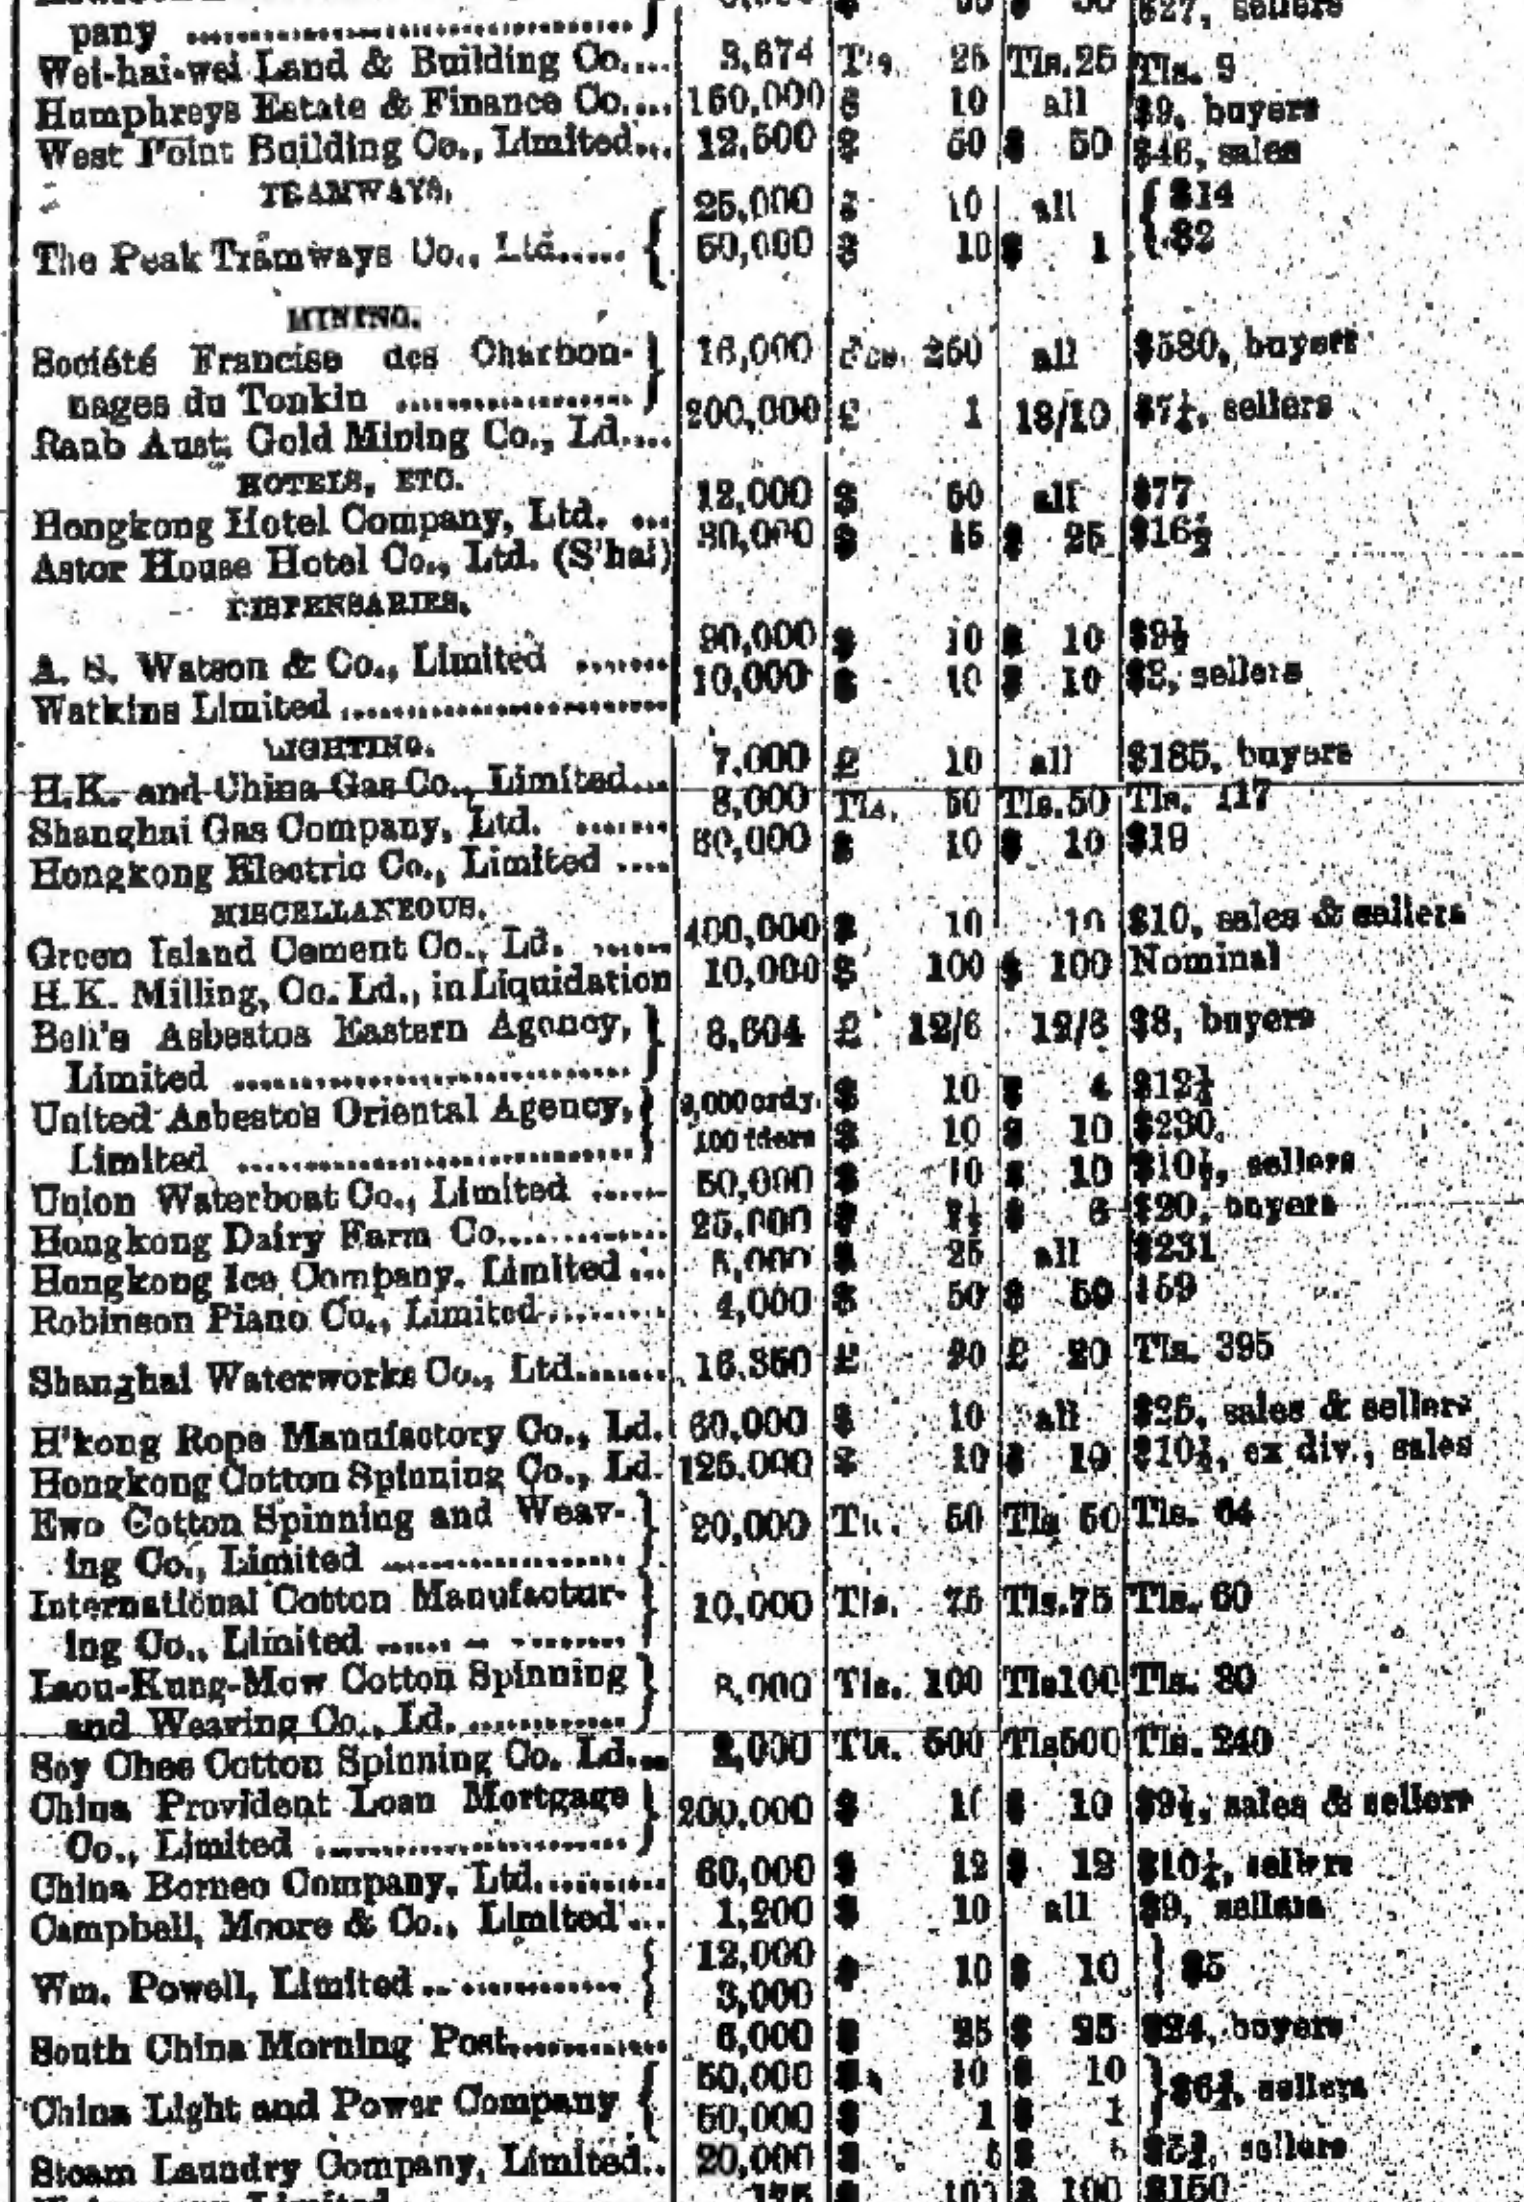 pany ........ $27, sellers
Wei-hai-wei Land & Building Co.... 3,674 Tls. 25 Tls.25 Tls. 9
Humphreys Estate & Finance Co.... 150,000 $ 10 all $9, buyers
West Point Building Co., Limited... 12,500 $ 50 $ 50 $46, sales
TRAMWAYS.
25,000 $ 10 all $14
The Peak Tramways Co., Ltd..... 50,000 $ 10 $ 1 $2
MINING.
Société Francise des Charbon- 16,000 Fcs. 250 all $580, buyers
nages du Tonkin ........
Raub Aust. Gold Mining Co., Ld.... 200,000 £ 1 18/10 $7¼, sellers
HOTELS, ETC.
Hongkong Hotel Company, Ltd. ... 12,000 $ 50 all $77
Astor House Hotel Co., Ltd. (S'hai) 30,000 $ $ 25 $16½
DISPENSARIES.
A. S. Watson & Co., Limited ....... 90,000 $ 10 $ 10 $9½
Watkins Limited ........ 10,000 $ 10 $ 10 $8, sellers
LIGHTING.
H.K. and China Gas Co., Limited... 7,000 £ 10 all $185, buyers
Shanghai Gas Company, Ltd. ....... 8,000 Tls. 50 Tls.50 Tls. 117
Hongkong Electric Co., Limited .... 60,000 $ 10 $ 10 $19
MISCELLANEOUS.
Green Island Cement Co., Ld. ...... 400,000 $ 10 10 $10, sales & sellers
H.K. Milling, Co. Ld., in Liquidation 10,000 $ 100 $ 100 Nominal
Bell's Asbestos Eastern Agency, 8,604 £ 12/6 12/6 $8, buyers
Limited ........
United Asbestos Oriental Agency, ordy. $ 10 $ 4 $12½
Limited ........ 100 $ 10 $ 10 $230.
Union Waterboat Co., Limited ...... 50,000 $ 10 $ 10 $10½, sellers
Hongkong Dairy Farm Co........ 25,000 $ $ 6 $20, buyers
Hongkong Ice Company, Limited ... 5,000 $ 25 all $231
Robinson Piano Co., Limited........ 4,000 $ 50 $ 50 $59
Shanghai Waterworks Co., Ltd....... 16,350 £ 20 £ 20 Tls. 395
H'kong Rope Manufactory Co., Ld. 60,000 $ 10 all $25, sales & sellers
Hongkong Cotton Spinning Co., Ld. 125,000 $ 10 $ 10 ex div., sales
Ewo Cotton Spinning and Weav- 20,000 Tls. 50 Tls 50 Tls. 64
ing Co., Limited ........
International Cotton Manufactur- 10,000 Tls. 75 Tls.75 Tls. 60
ing Co., Limited ........
Laou-Kung-Mow Cotton Spinning 8,000 Tls. 100 Tls100 Tls. 80
and Weaving Co., Ld. ........
Soy Chee Cotton Spinning Co. Ld... 2,000 Tls. 500 Tls500 Tls. 240
China Provident Loan Mortgage 200,000 $ 10 $ 10 $9½, sales & sellers
Co., Limited ........
China Borneo Company, Ltd......... 60,000 $ 12 $ 12 $10½, sellers
Campbell, Moore & Co., Limited ... 1,200 $ 10 all $9, sellers
12,000
Wm. Powell, Limited ........ $ 10 $ 10 $5
3,000
South China Morning Post........ 6,000 $ 25 $ 25 $24, buyers
50,000 $ 10 $ 10
China Light and Power Company $6¾, sellers
50,000 $ 1 $ 1
Steam Laundry Company, Limited.. 20,000 $ 5 $ 5 sellers
Limited 175 $ 100 $ 100 $150